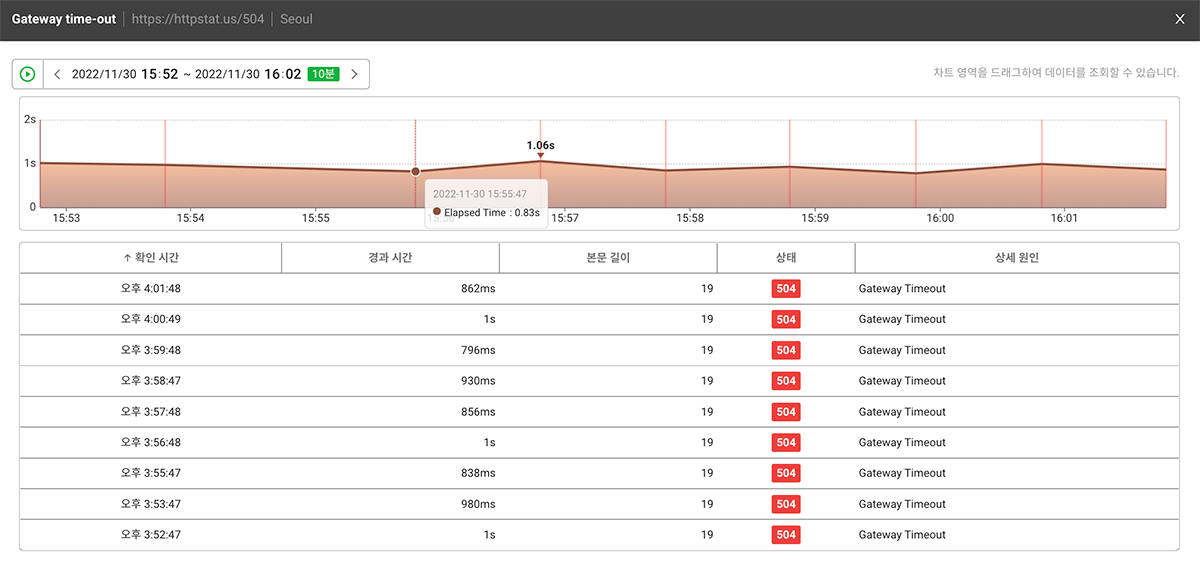 Gateway time-out | https://httpstat.us/504 | Seoul X
2022/11/30 15:52 ~ 2022/11/30 16:02 10분
차트 영역을 드래그하여 데이터를 조회할 수 있습니다.
2s
1.06s
1s
2022-11-30 15:55:47
Elapsed Time : 0.83s
0
15:53 15:54 15:55 15:56 15:57 15:58 15:59 16:00 16:01
↑ 확인 시간 경과 시간 본문 길이 상태 상세 원인
오후 4:01:48 862ms 19 504 Gateway Timeout
오후 4:00:49 1s 19 504 Gateway Timeout
오후 3:59:48 796ms 19 504 Gateway Timeout
오후 3:58:47 930ms 19 504 Gateway Timeout
오후 3:57:48 856ms 19 504 Gateway Timeout
오후 3:56:48 1s 19 504 Gateway Timeout
오후 3:55:47 838ms 19 504 Gateway Timeout
오후 3:53:47 980ms 19 504 Gateway Timeout
오후 3:52:47 1s 19 504 Gateway Timeout